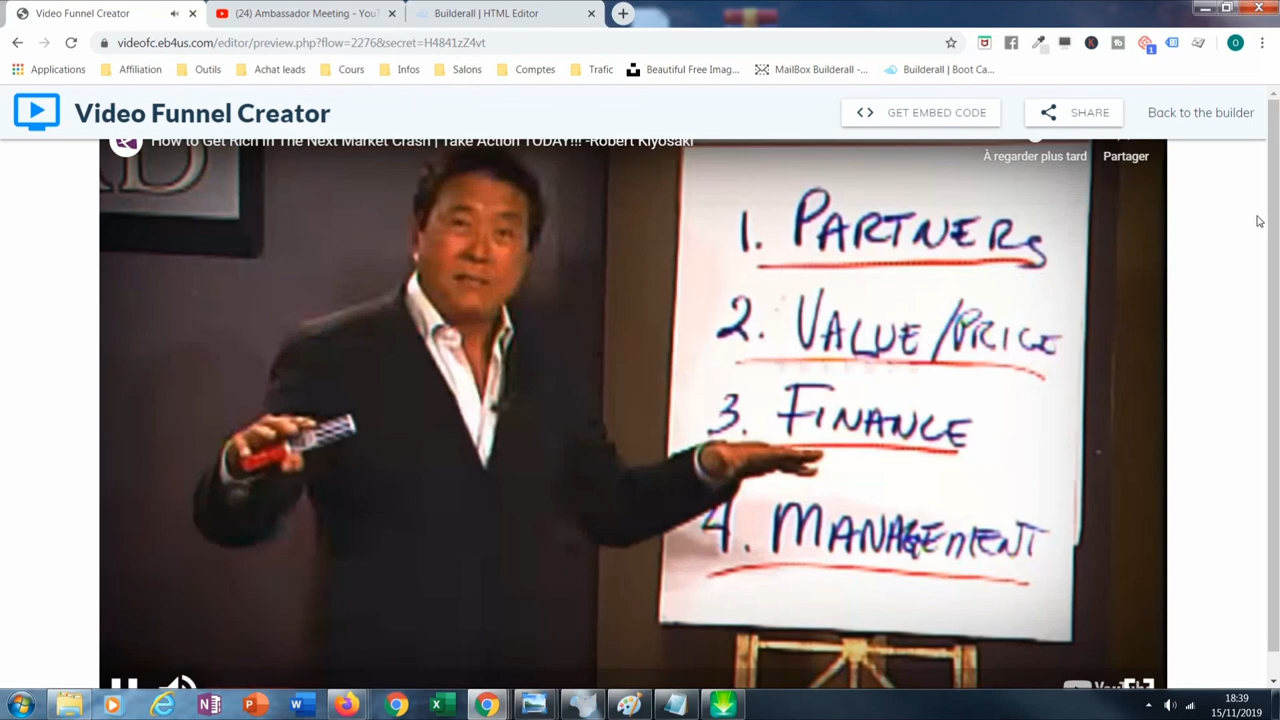 Video Funnel Creator
(24) Ambassador Meeting - YouT
Builderall | HTML Editor
videofc.eb4us.com/editor/preview.php?flow=2276&secret=H4841zZ4vt
Applications
Affiliation
Outils
Achat leads
Cours
Infos
Salons
Comptes
Trafic
Beautiful Free Imag...
MailBox Builderall -...
Builderall | Boot Ca...
Video Funnel Creator
GET EMBED CODE
SHARE
Back to the builder
How to Get Rich in The Next Market Crash | Take Action TODAY!!! -Robert Kiyosaki
À regarder plus tard
Partager
1. PARTNERS
2. VALUE/PRICE
3. FINANCE
4. MANAGEMENT
18:39
15/11/2019